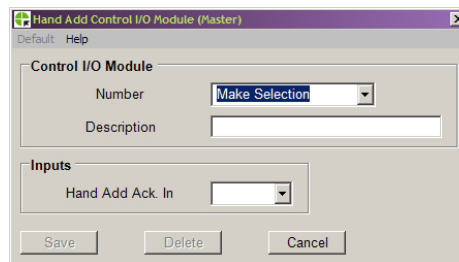 Hand Add Control I/O Module (Master)
Default Help
Control I/O Module
Number Make Selection
Description
Inputs
Hand Add Ack. In
Save Delete Cancel